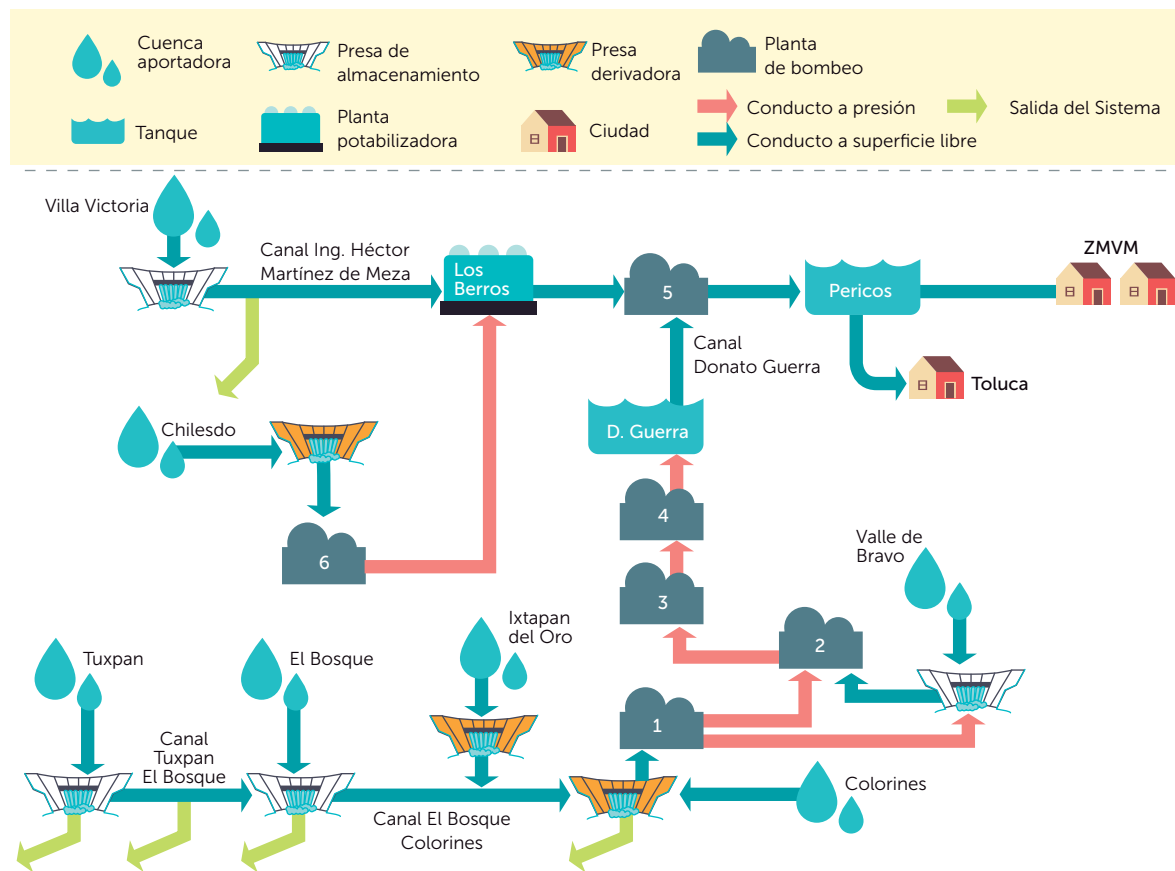 Cuenca
aportadora
Presa de
almacenamiento
Presa
derivadora
Planta
de bombeo
Tanque
Planta
potabilizadora
Ciudad
Conducto a presión
Salida del Sistema
Conducto a superficie libre
Villa Victoria
Canal Ing. Héctor
Martínez de Meza
Los
Berros
5
Pericos
ZMVM
Canal
Donato Guerra
Toluca
Chilesdo
D. Guerra
4
6
3
Valle de
Bravo
Ixtapan
del Oro
2
Tuxpan
El Bosque
1
Canal
Tuxpan
El Bosque
Canal El Bosque
Colorines
Colorines